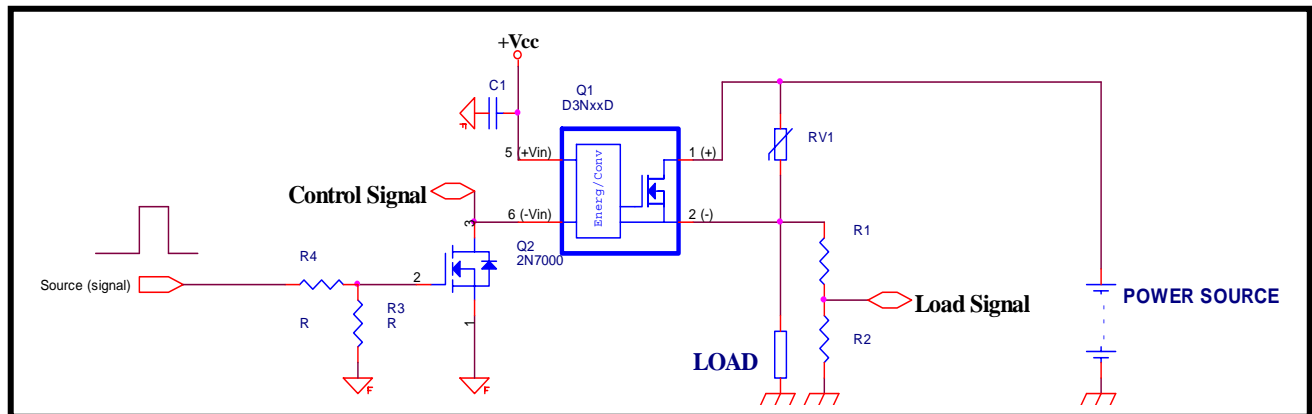 +Vcc
C1
Q1
D3NxxD
5 (+Vin)
1 (+)
RV1
Energ/Conv
Control Signal
6 (-Vin)
2 (-)
3
Q2
2N7000
R1
R4
2
Source (signal)
Load Signal
POWER SOURCE
R
R3
R
1
R2
LOAD
F
F
F